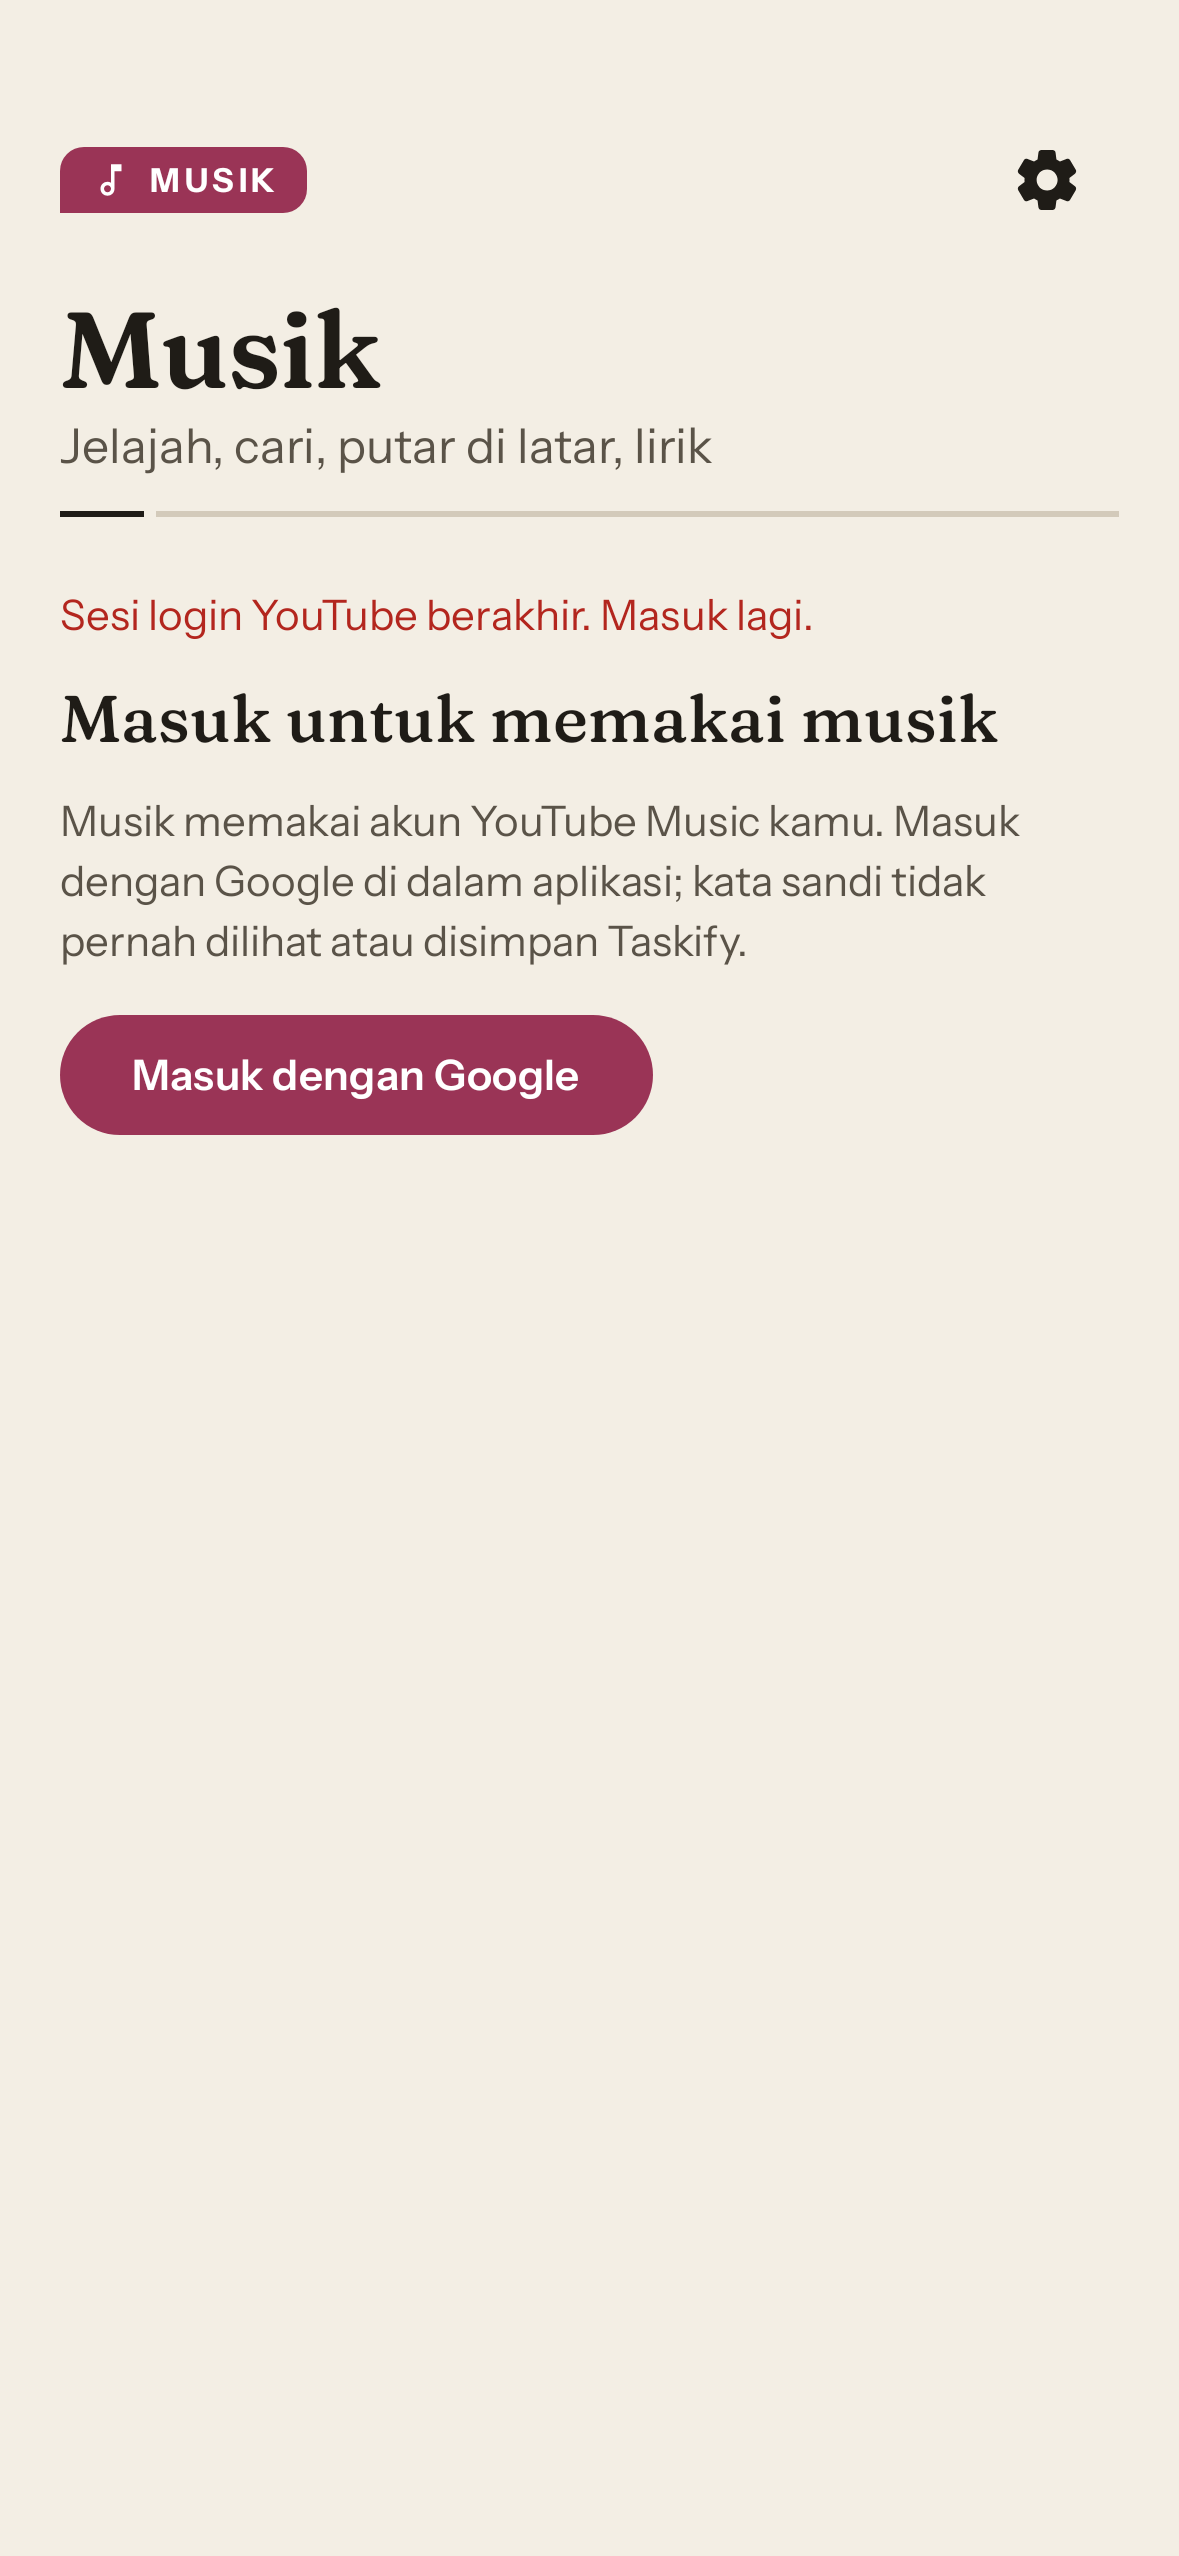 MUSIK
Musik
Jelajah, cari, putar di latar, lirik
Sesi login YouTube berakhir. Masuk lagi.
Masuk untuk memakai musik
Musik memakai akun YouTube Music kamu. Masuk
dengan Google di dalam aplikasi; kata sandi tidak
pernah dilihat atau disimpan Taskify.
Masuk dengan Google